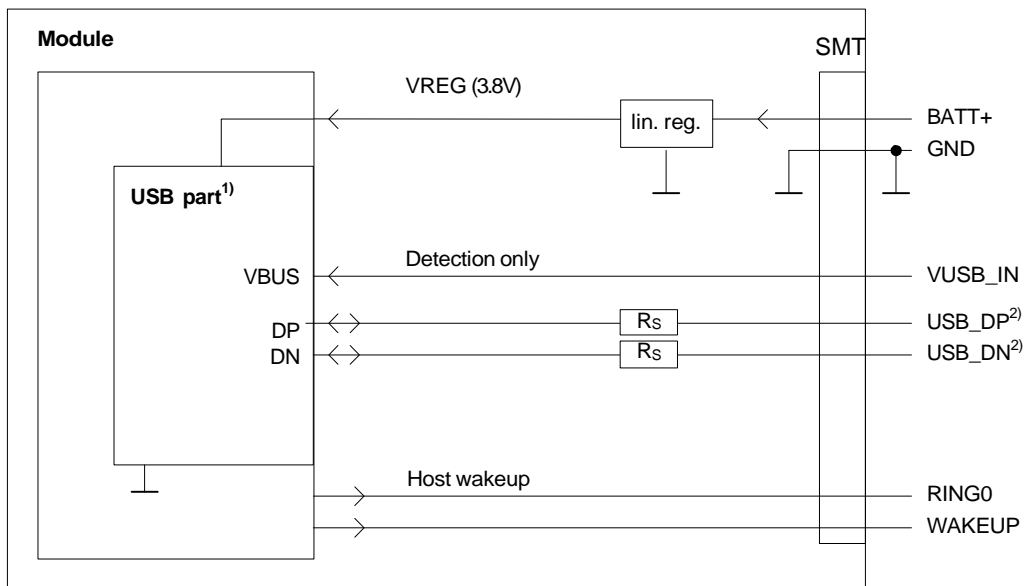 Module
SMT
VREG (3.8V)
lin. reg.
BATT+
GND
USB part1)
Detection only
VBUS
VUSB_IN
DP
RS
USB_DP2)
DN
RS
USB_DN2)
Host wakeup
RING0
WAKEUP